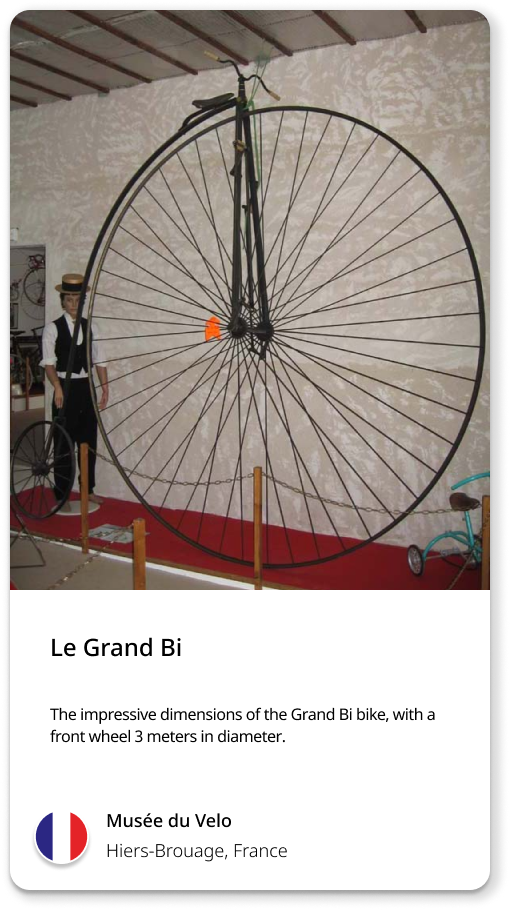 Le Grand Bi
The impressive dimensions of the Grand Bi bike, with a
front wheel 3 meters in diameter.
Musée du Velo
Hiers-Brouage, France